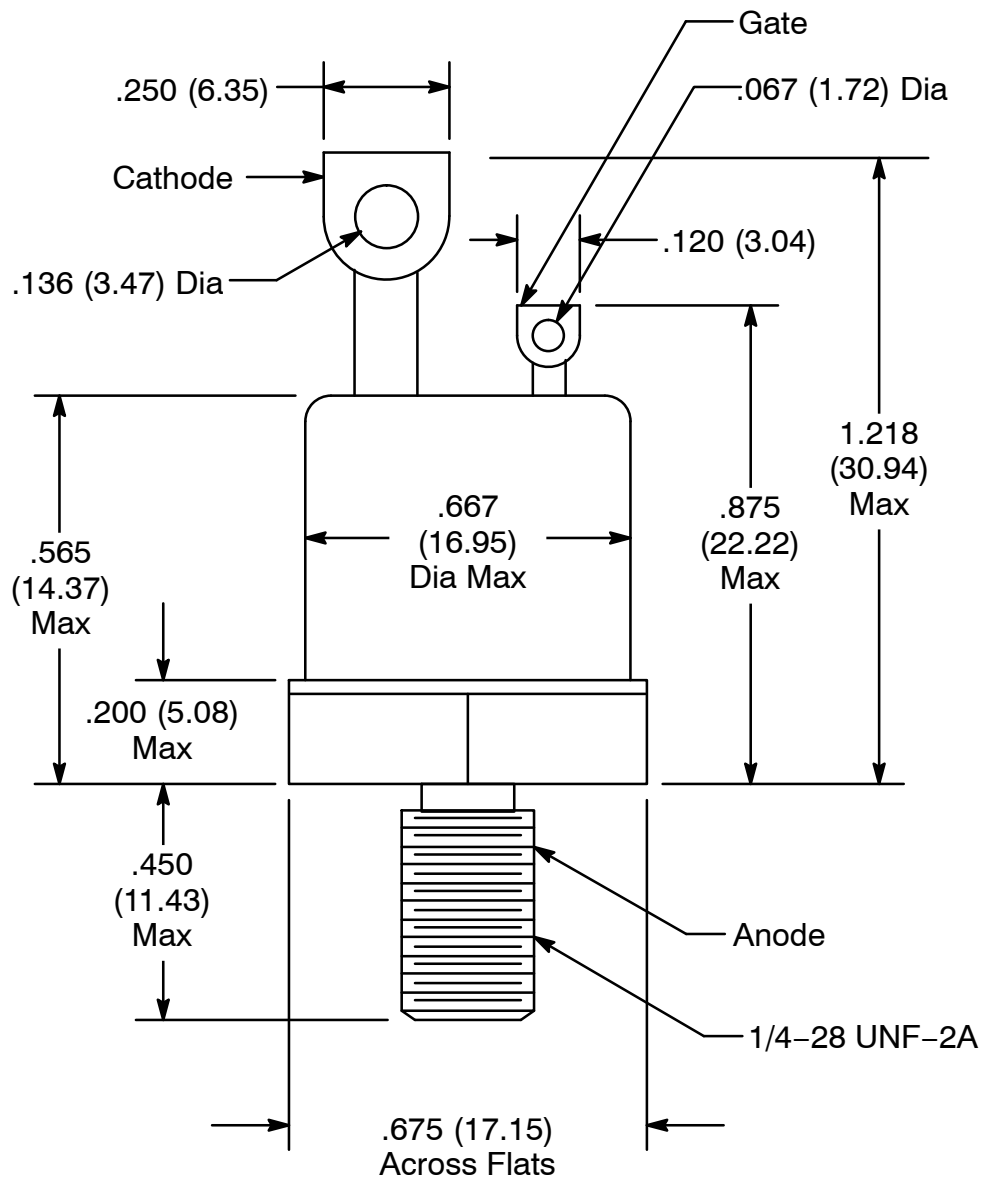 Gate
.250 (6.35)
.067 (1.72) Dia
Cathode
.120 (3.04)
.136 (3.47) Dia
1.218
(30.94)
Max
.667
(16.95)
Dia Max
.875
(22.22)
Max
.565
(14.37)
Max
.200 (5.08)
Max
.450
(11.43)
Max
Anode
1/4−28 UNF−2A
.675 (17.15)
Across Flats